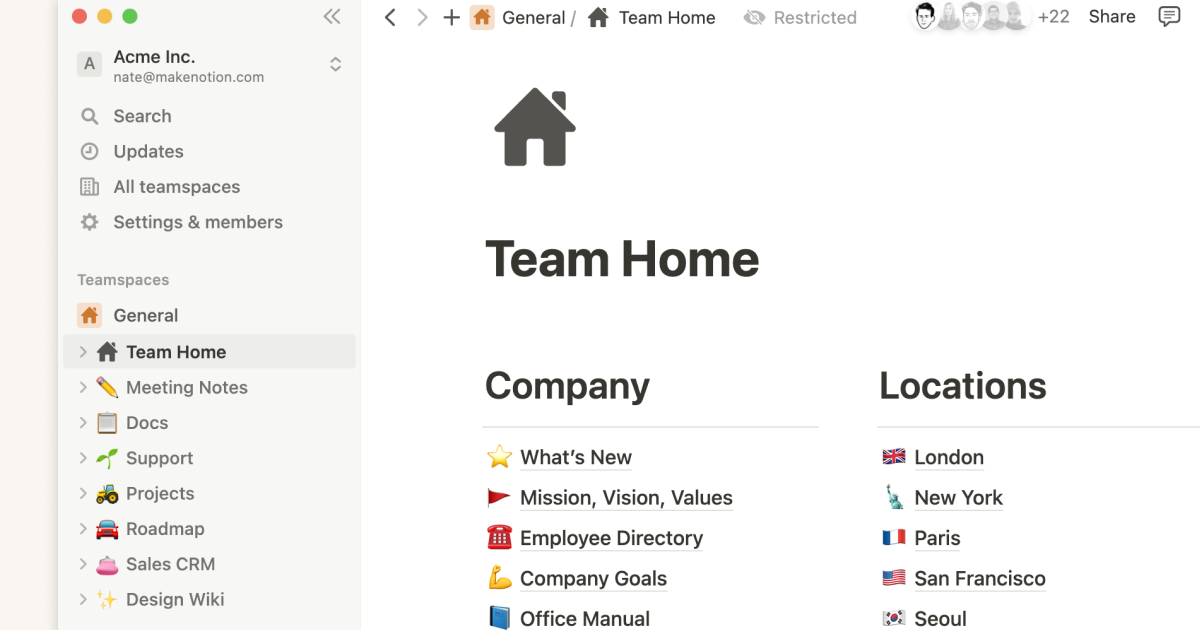 A
Acme Inc.
nate@makenotion.com
Search
Updates
All teamspaces
Settings & members
Teamspaces
General
Team Home
Meeting Notes
Docs
Support
Projects
Roadmap
Sales CRM
Design Wiki
General / Team Home Restricted +22 Share
Team Home
Company
What’s New
Mission, Vision, Values
Employee Directory
Company Goals
Office Manual
Locations
London
New York
Paris
San Francisco
Seoul